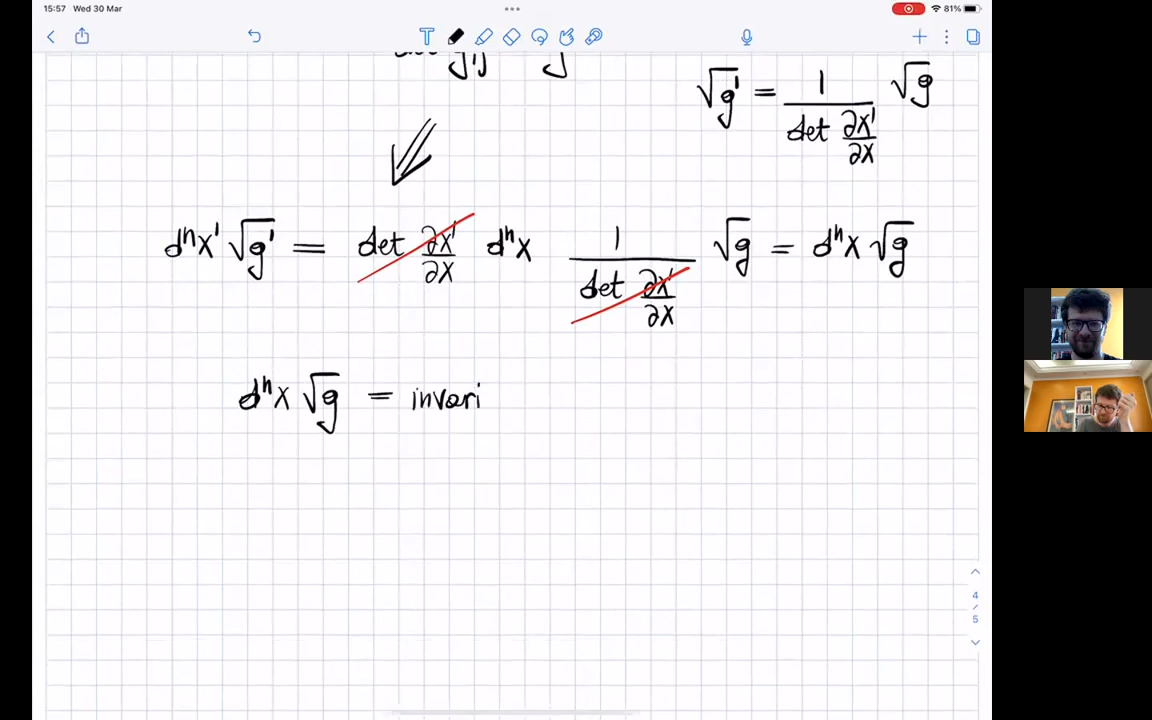 15:57 Wed 30 Mar
81%
√g' = 1 / det ∂x'/∂x √g
dⁿx' √g' = det ∂x'/∂x dⁿx 1 / det ∂x'/∂x √g = dⁿx √g
dⁿx √g = invari
4
/
5